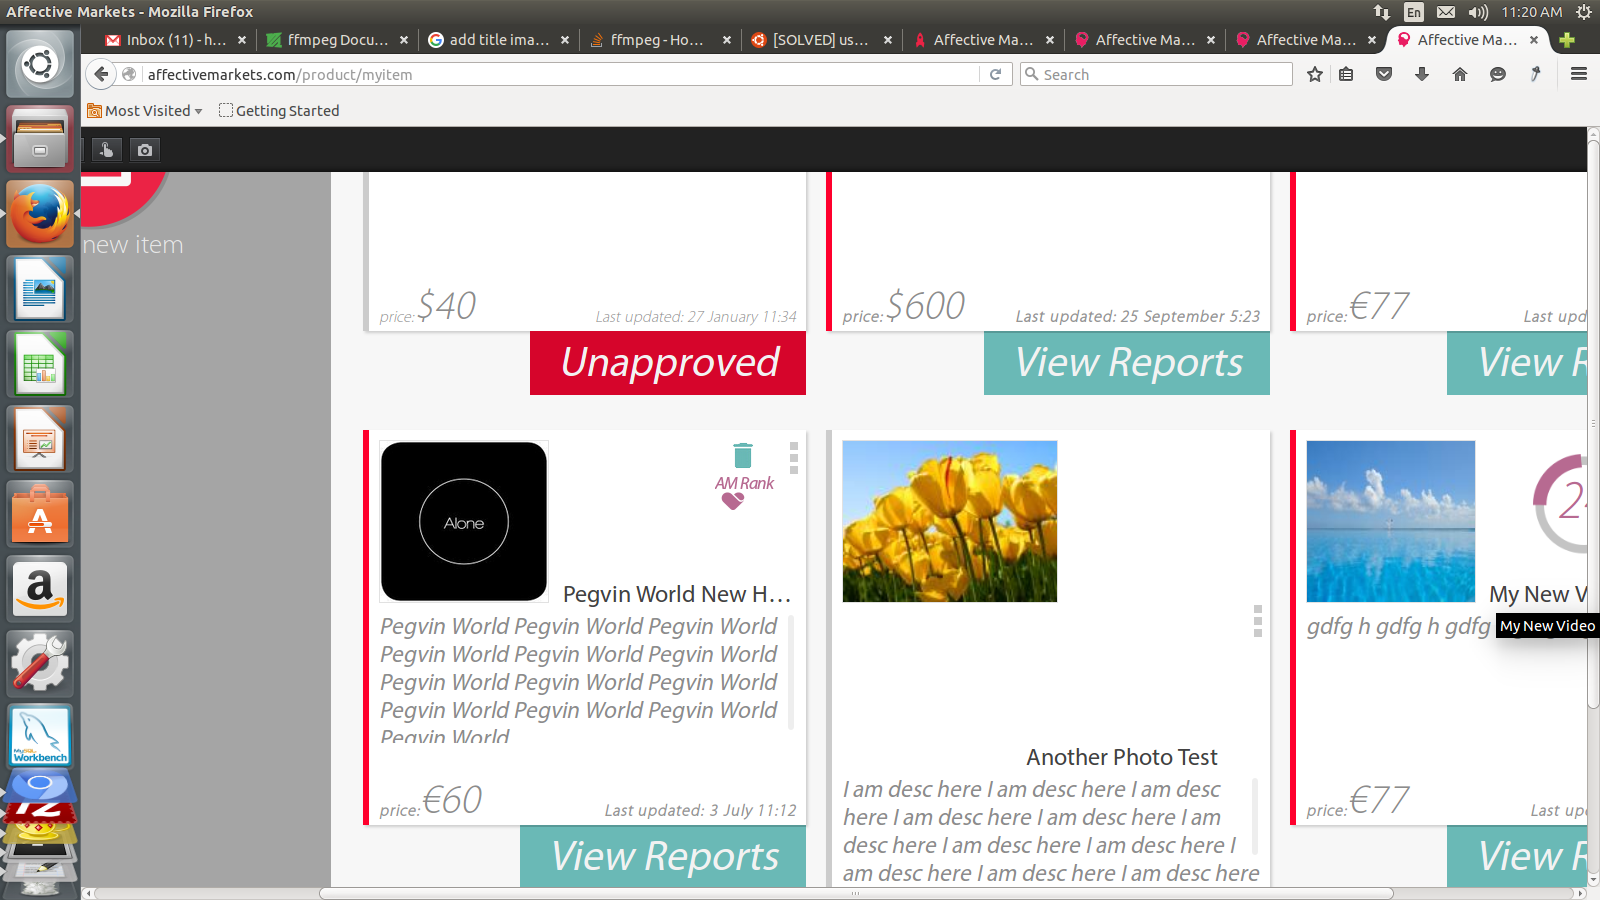 Affective Markets - Mozilla Firefox
En
11:20 AM
Inbox (11) - h...
ffmpeg Docu...
add title ima...
ffmpeg - Ho...
[SOLVED] us...
Affective Ma...
Affective Ma...
Affective Ma...
Affective Ma...
affectivemarkets.com/product/myitem
Search
Most Visited
Getting Started
new item
price: $40
Last updated: 27 January 11:34
price: $600
Last updated: 25 September 5:23
price: €77
Last upd
Unapproved
View Reports
View R
Alone
AM Rank
Pegvin World New H...
Pegvin World Pegvin World Pegvin World
Pegvin World Pegvin World Pegvin World
Pegvin World Pegvin World Pegvin World
Pegvin World Pegvin World Pegvin World
Pegvin World
price: €60
Last updated: 3 July 11:12
View Reports
Another Photo Test
I am desc here I am desc here I am desc
here I am desc here I am desc here I am
desc here I am desc here I am desc here I
am desc here I am desc here I am desc here
My New V
gdfg h gdfg h gdfg
My New Video
price: €77
Last upd
View R
MySQL
Workbench